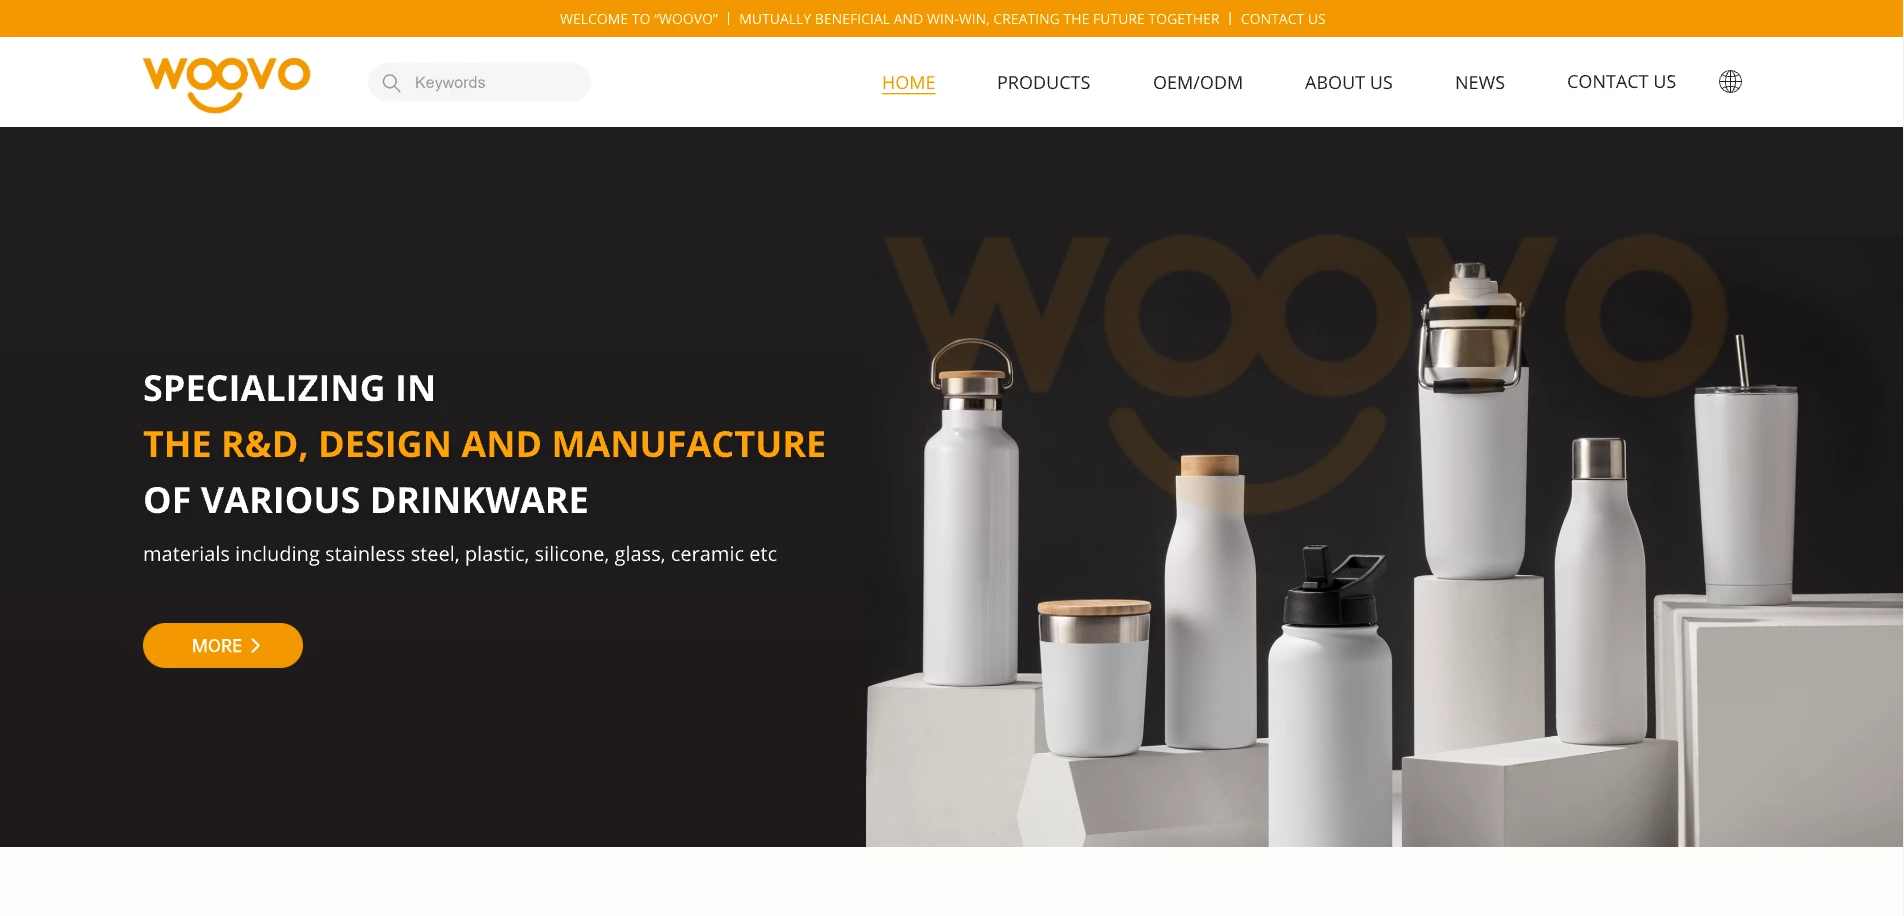 WELCOME TO “WOOVO” | MUTUALLY BENEFICIAL AND WIN-WIN, CREATING THE FUTURE TOGETHER | CONTACT US
WOOVO
Keywords
HOME
PRODUCTS
OEM/ODM
ABOUT US
NEWS
CONTACT US
WOOVO
SPECIALIZING IN
THE R&D, DESIGN AND MANUFACTURE
OF VARIOUS DRINKWARE
materials including stainless steel, plastic, silicone, glass, ceramic etc
MORE >